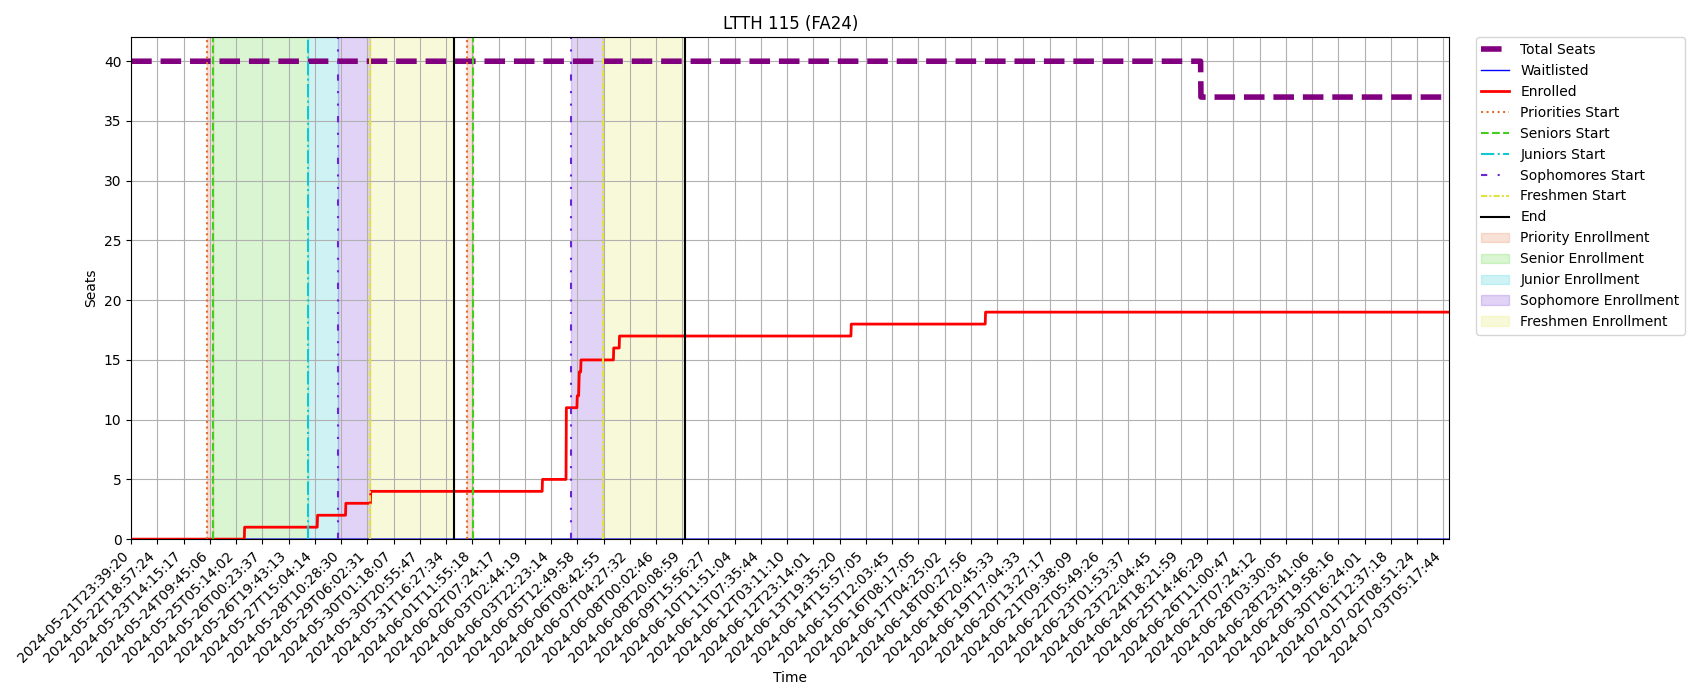 LTTH 115 (FA24)
Seats
40
35
30
25
20
15
10
5
0
2024-05-21T23:39:20
2024-05-22T18:57:24
2024-05-23T14:15:17
2024-05-24T09:45:06
2024-05-25T05:14:02
2024-05-26T00:23:37
2024-05-26T19:43:13
2024-05-27T15:04:14
2024-05-28T10:28:30
2024-05-29T06:02:31
2024-05-30T01:18:07
2024-05-30T20:55:47
2024-05-31T16:27:34
2024-06-01T11:55:18
2024-06-02T07:24:17
2024-06-03T02:44:19
2024-06-03T22:23:14
2024-06-05T12:49:58
2024-06-06T08:42:55
2024-06-07T04:27:32
2024-06-08T00:02:46
2024-06-08T20:08:59
2024-06-09T15:56:27
2024-06-10T11:51:04
2024-06-11T07:35:44
2024-06-12T03:11:10
2024-06-12T23:14:01
2024-06-13T19:35:20
2024-06-14T15:57:05
2024-06-15T12:03:45
2024-06-16T08:17:05
2024-06-17T04:25:02
2024-06-18T00:27:56
2024-06-18T20:45:33
2024-06-19T17:04:33
2024-06-20T13:27:17
2024-06-21T09:38:09
2024-06-22T05:49:26
2024-06-23T01:53:37
2024-06-23T22:04:45
2024-06-24T18:21:59
2024-06-25T14:46:29
2024-06-26T11:00:47
2024-06-27T07:24:12
2024-06-28T03:30:05
2024-06-28T23:41:06
2024-06-29T19:58:16
2024-06-30T16:24:01
2024-07-01T12:37:18
2024-07-02T08:51:24
2024-07-03T05:17:44
Time
Total Seats
Waitlisted
Enrolled
Priorities Start
Seniors Start
Juniors Start
Sophomores Start
Freshmen Start
End
Priority Enrollment
Senior Enrollment
Junior Enrollment
Sophomore Enrollment
Freshmen Enrollment